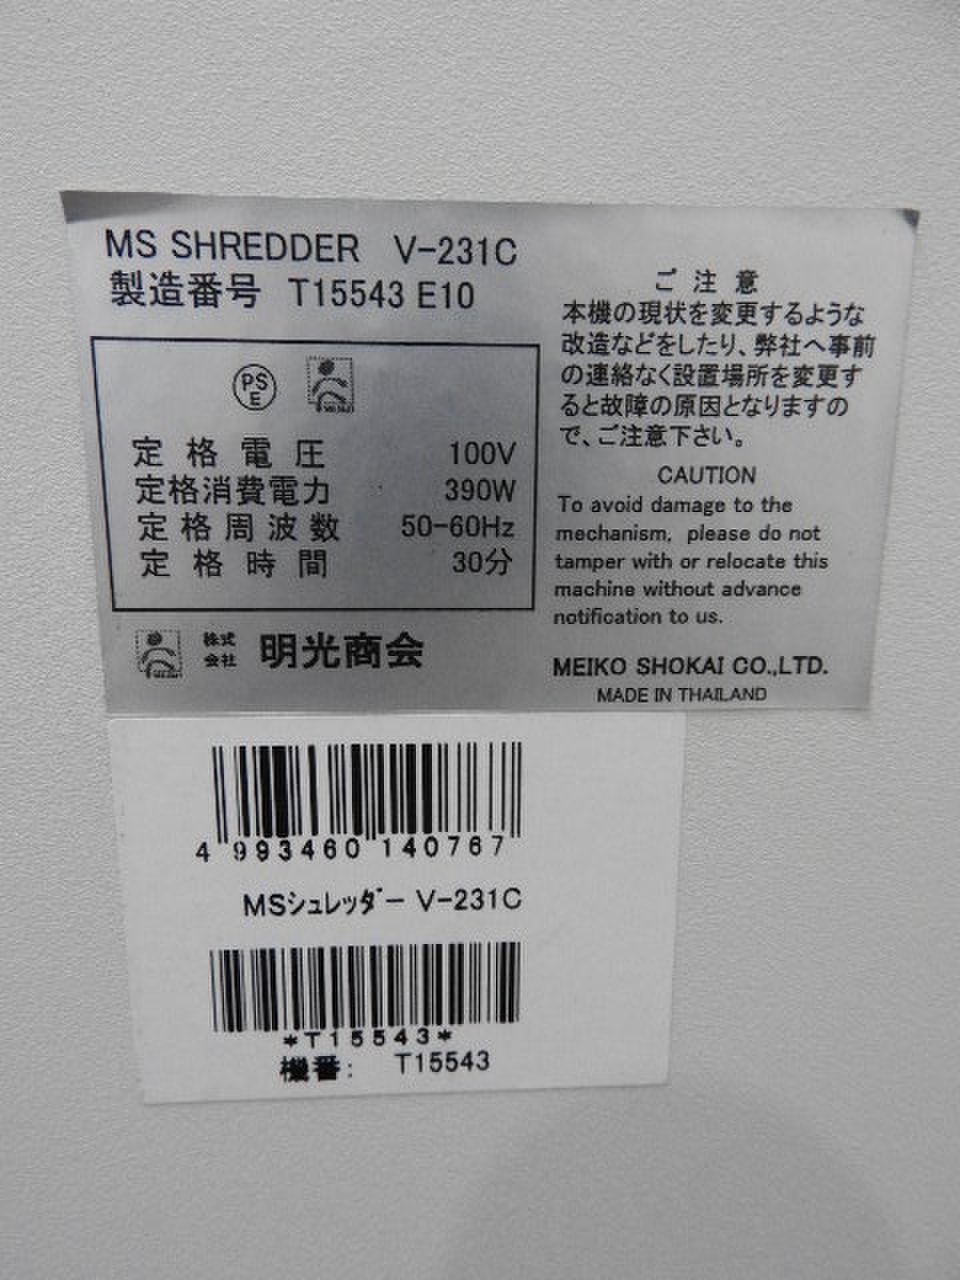 MS SHREDDER V-231C
製造番号 T15543 E10
PS
E
定格電圧 100V
定格消費電力 390W
定格周波数 50-60Hz
定格時間 30分
株式
会社 明光商会
ご注意
本機の現状を変更するような
改造などをしたり、弊社へ事前
の連絡なく設置場所を変更す
ると故障の原因となりますの
で、ご注意下さい。
CAUTION
To avoid damage to the
mechanism, please do not
tamper with or relocate this
machine without advance
notification to us.
MEIKO SHOKAI CO.,LTD.
MADE IN THAILAND
4 993460 140767
MSシュレッダー V-231C
*T15543*
機番: T15543